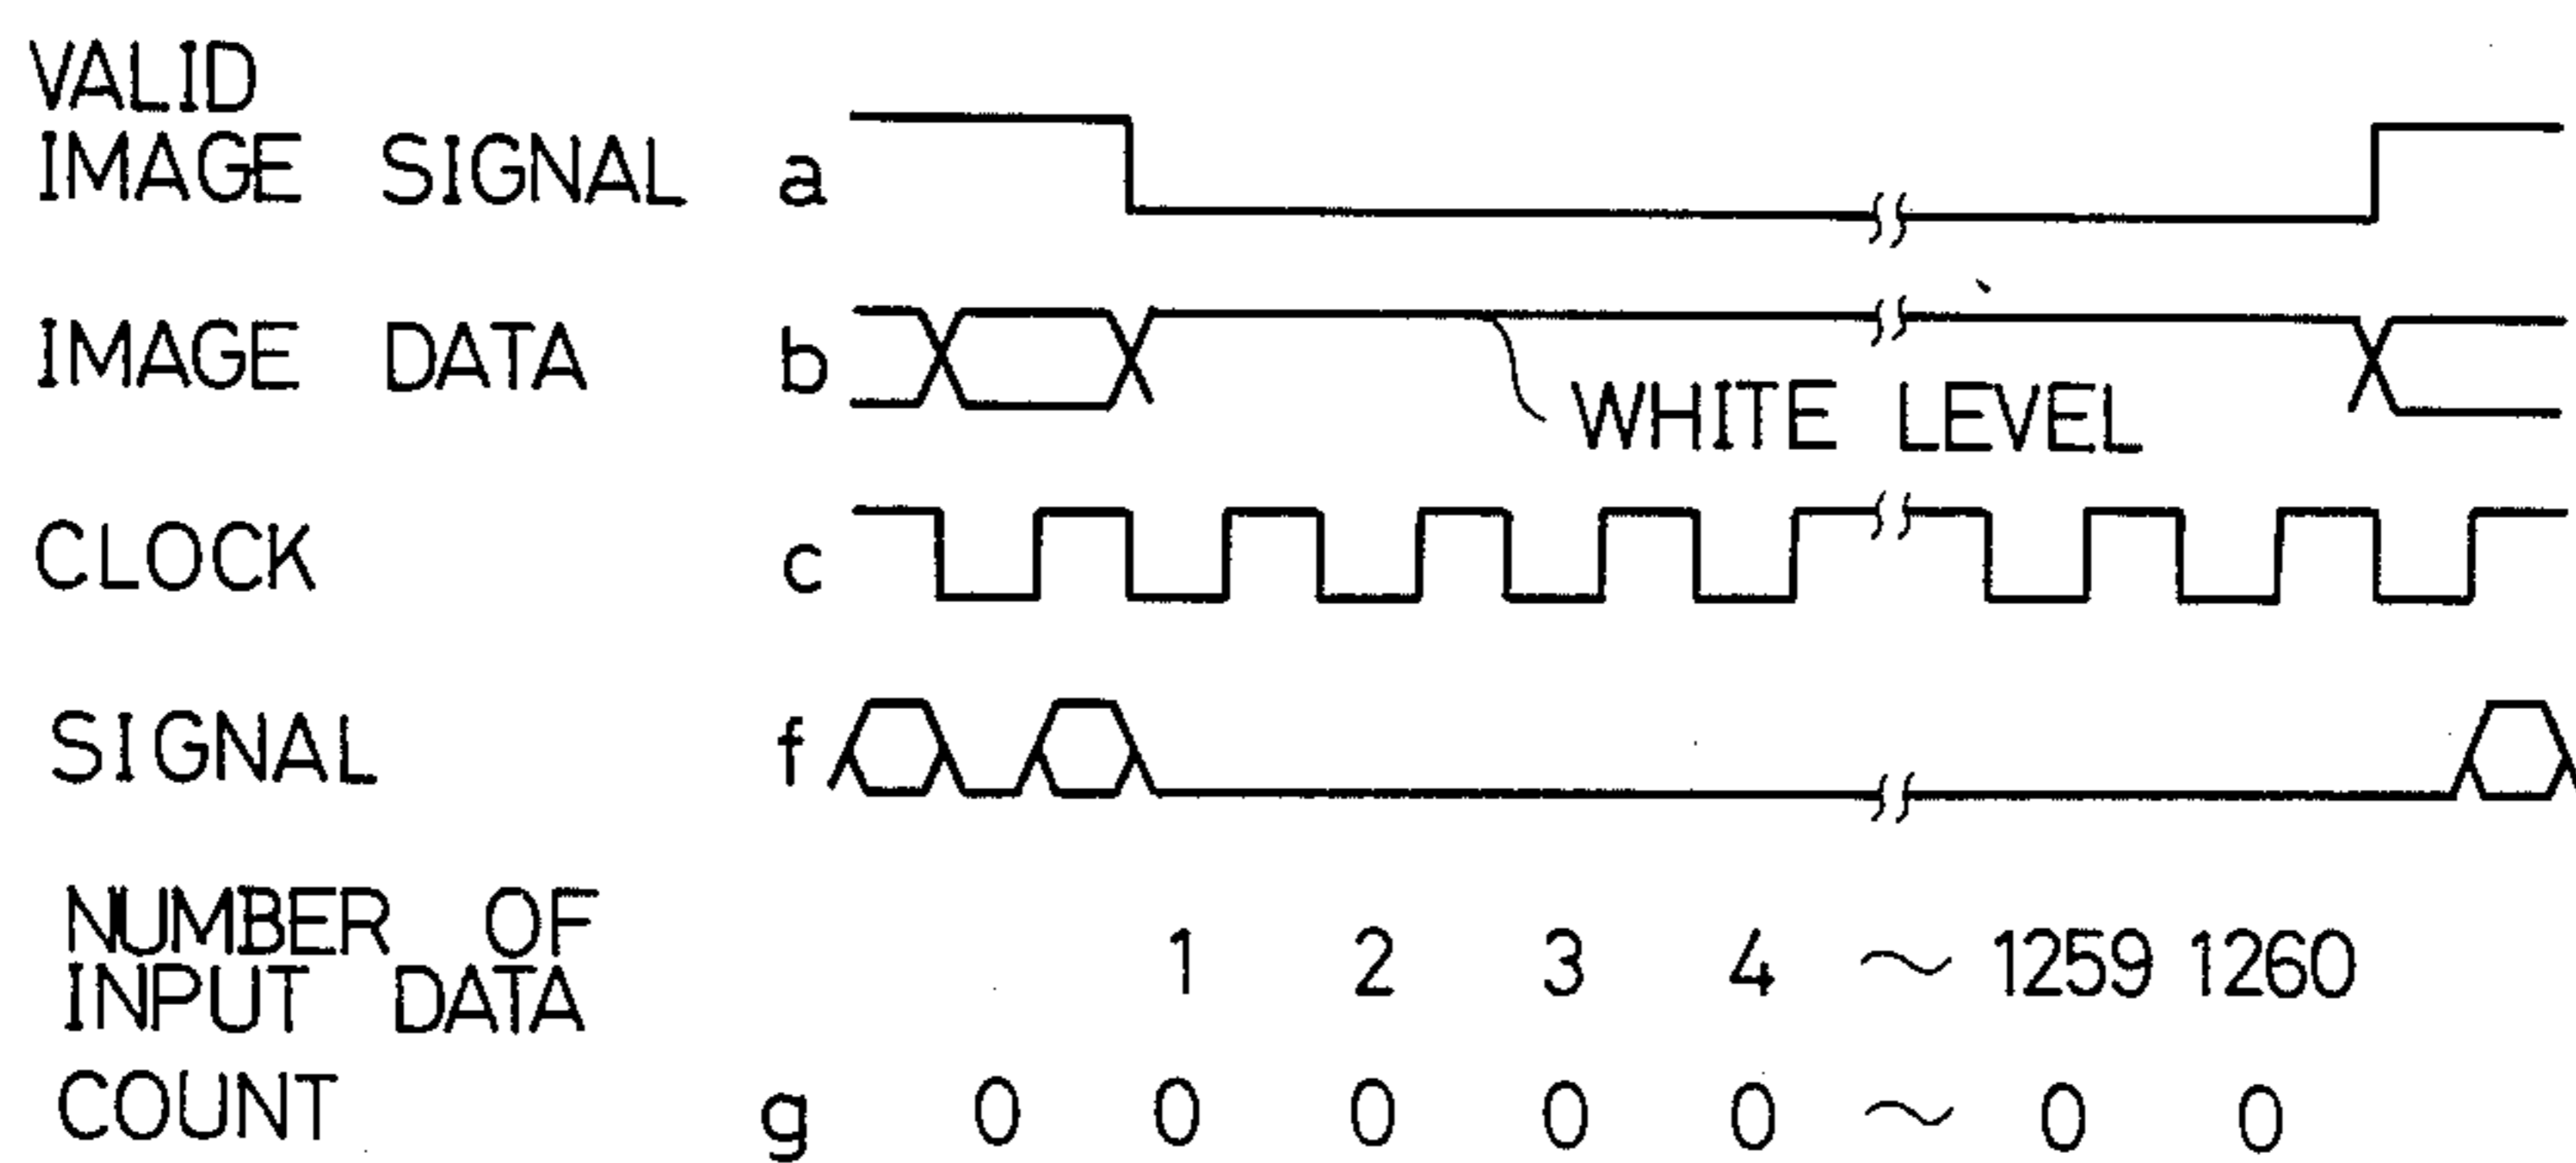 VALID
IMAGE SIGNAL a
IMAGE DATA b
WHITE LEVEL
CLOCK c
SIGNAL f
NUMBER OF
INPUT DATA 1 2 3 4 ~ 1259 1260
COUNT g 0 0 0 0 0 ~ 0 0